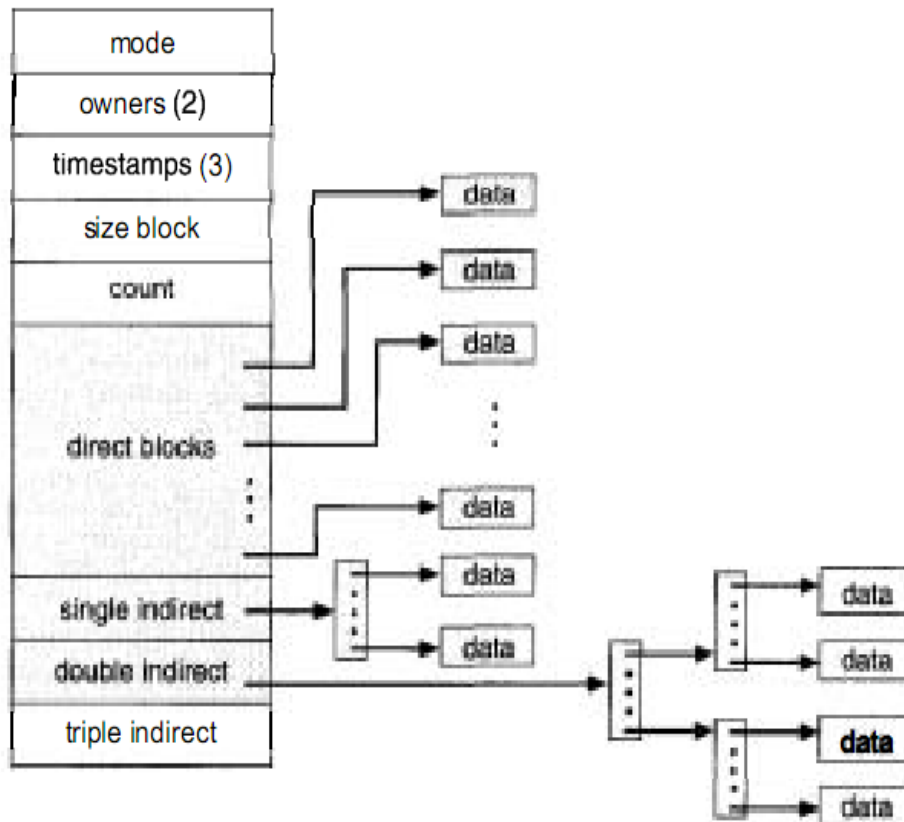 mode
owners (2)
timestamps (3)
size block
count
direct blocks
single indirect
double indirect
triple indirect
data
data
data
data
data
data
data
data
data
data